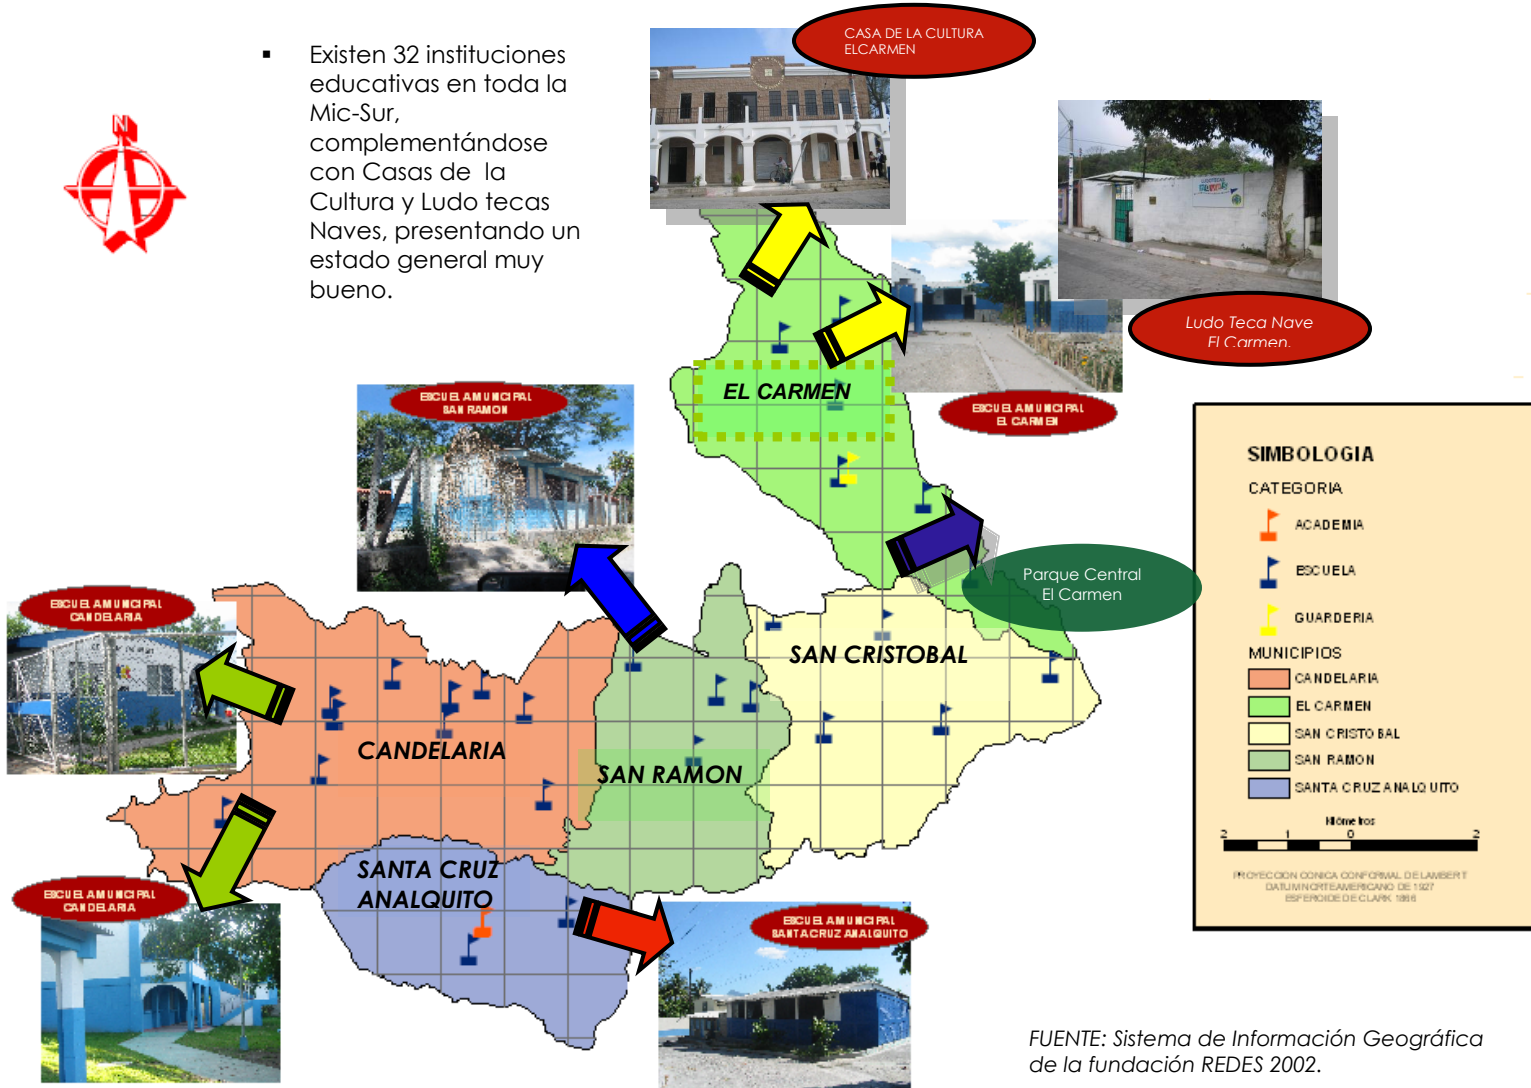 ▪ Existen 32 instituciones
educativas en toda la
Mic-Sur,
complementándose
con Casas de la
Cultura y Ludo tecas
Naves, presentando un
estado general muy
bueno.
N
CASA DE LA CULTURA
ELCARMEN
Ludo Teca Nave
El Carmen.
ESCUELA MUNICIPAL
EL CARMEN
EL CARMEN
ESCUELA MUNICIPAL
SAN RAMON
Parque Central
El Carmen
ESCUELA MUNICIPAL
CANDELARIA
SAN CRISTOBAL
CANDELARIA
SAN RAMON
SANTA CRUZ
ANALQUITO
ESCUELA MUNICIPAL
CANDELARIA
ESCUELA MUNICIPAL
SANTA CRUZ ANALQUITO
SIMBOLOGIA
CATEGORIA
ACADEMIA
ESCUELA
GUARDERIA
MUNICIPIOS
CANDELARIA
EL CARMEN
SAN CRISTOBAL
SAN RAMON
SANTA CRUZ ANALQUITO
Kilómetros
2 1 0 2
PROYECCION CONICA CONFORMAL DE LAMBERT
DATUM NORTEAMERICANO DE 1927
ESFEROIDE DE CLARK 1866
FUENTE: Sistema de Información Geográfica
de la fundación REDES 2002.